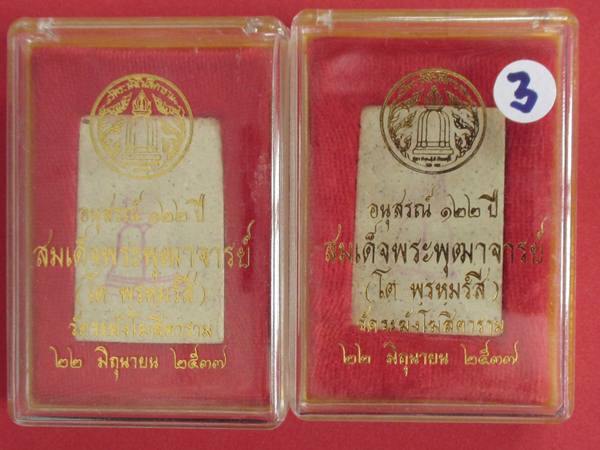 อนุสรณ์ ๑๒๒ ปี
สมเด็จพระพุฒาจารย์
(โต พรหมรํสี)
วัดระฆังโฆสิตาราม
๒๒ มิถุนายน ๒๕๓๗
3
อนุสรณ์ ๑๒๒ ปี
สมเด็จพระพุฒาจารย์
(โต พรหมรํสี)
วัดระฆังโฆสิตาราม
๒๒ มิถุนายน ๒๕๓๗